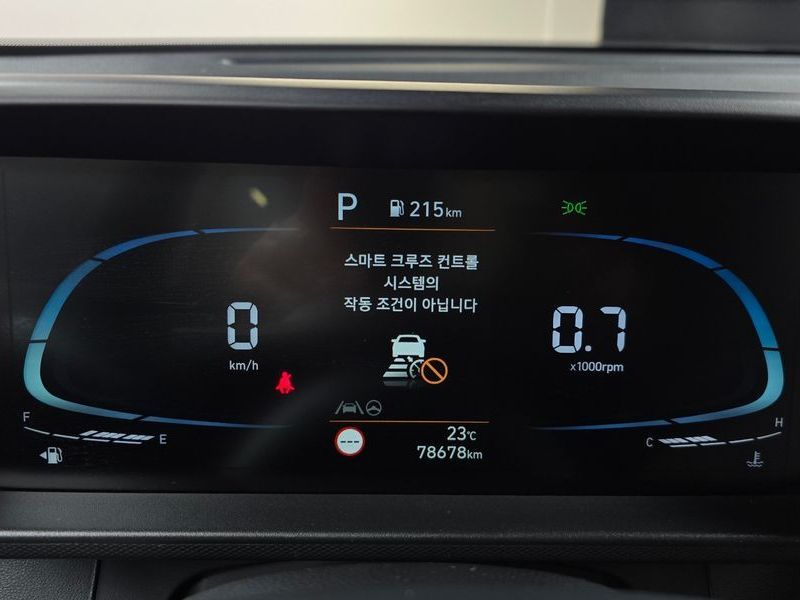 P 215km
스마트 크루즈 컨트롤
시스템의
작동 조건이 아닙니다
0
km/h
0.7
x1000rpm
F
E
---
23℃
78678km
C
H